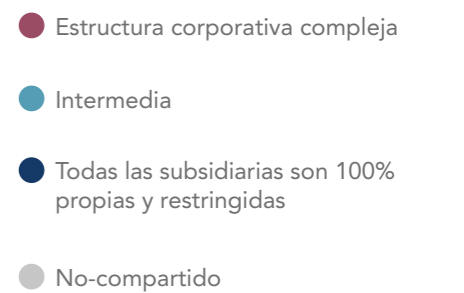 Estructura corporativa compleja
Intermedia
Todas las subsidiarias son 100%
propias y restringidas
No-compartido